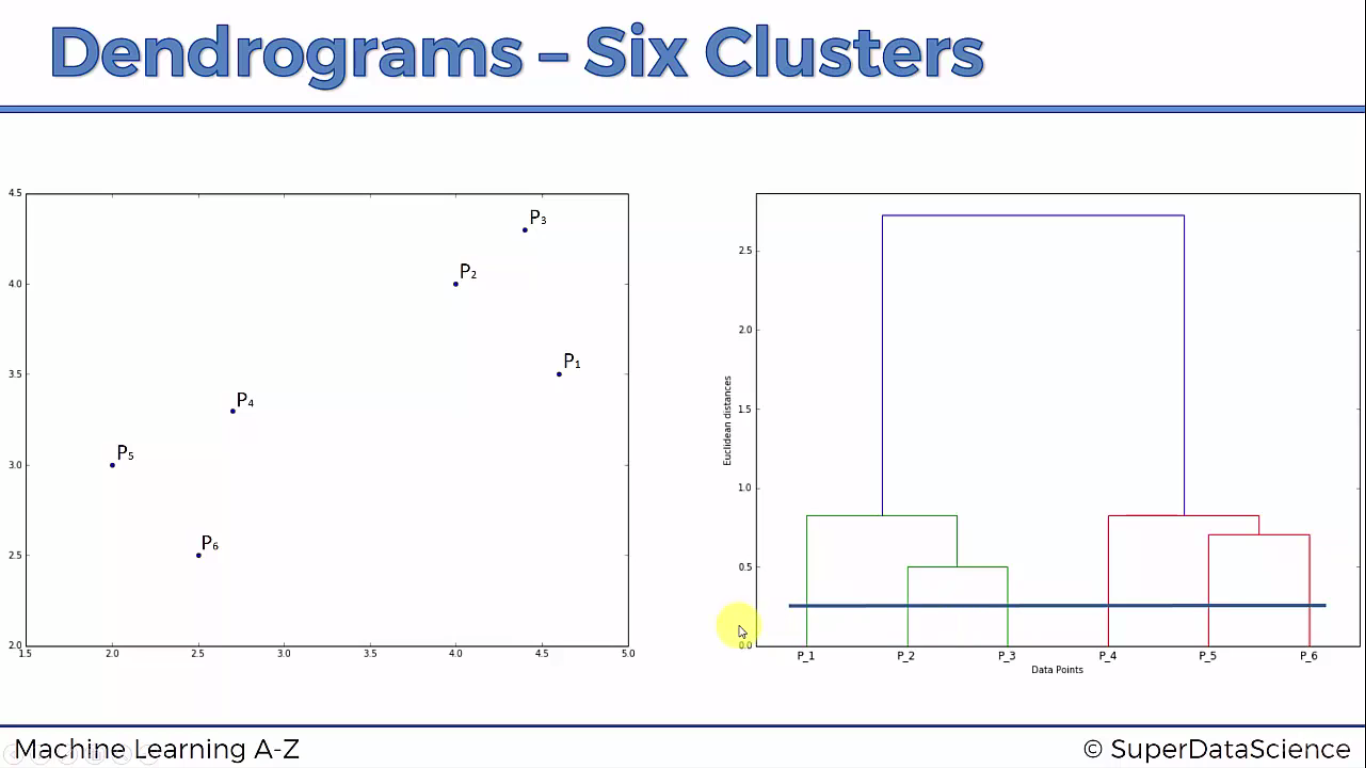 Dendrograms – Six Clusters
4.5
4.0
3.5
3.0
2.5
2.0
1.5 2.0 2.5 3.0 3.5 4.0 4.5 5.0
P₃
P₂
P₁
P₄
P₅
P₆
Euclidean distances
2.5
2.0
1.5
1.0
0.5
0.0
P_1 P_2 P_3 P_4 P_5 P_6
Data Points
Machine Learning A-Z
© SuperDataScience